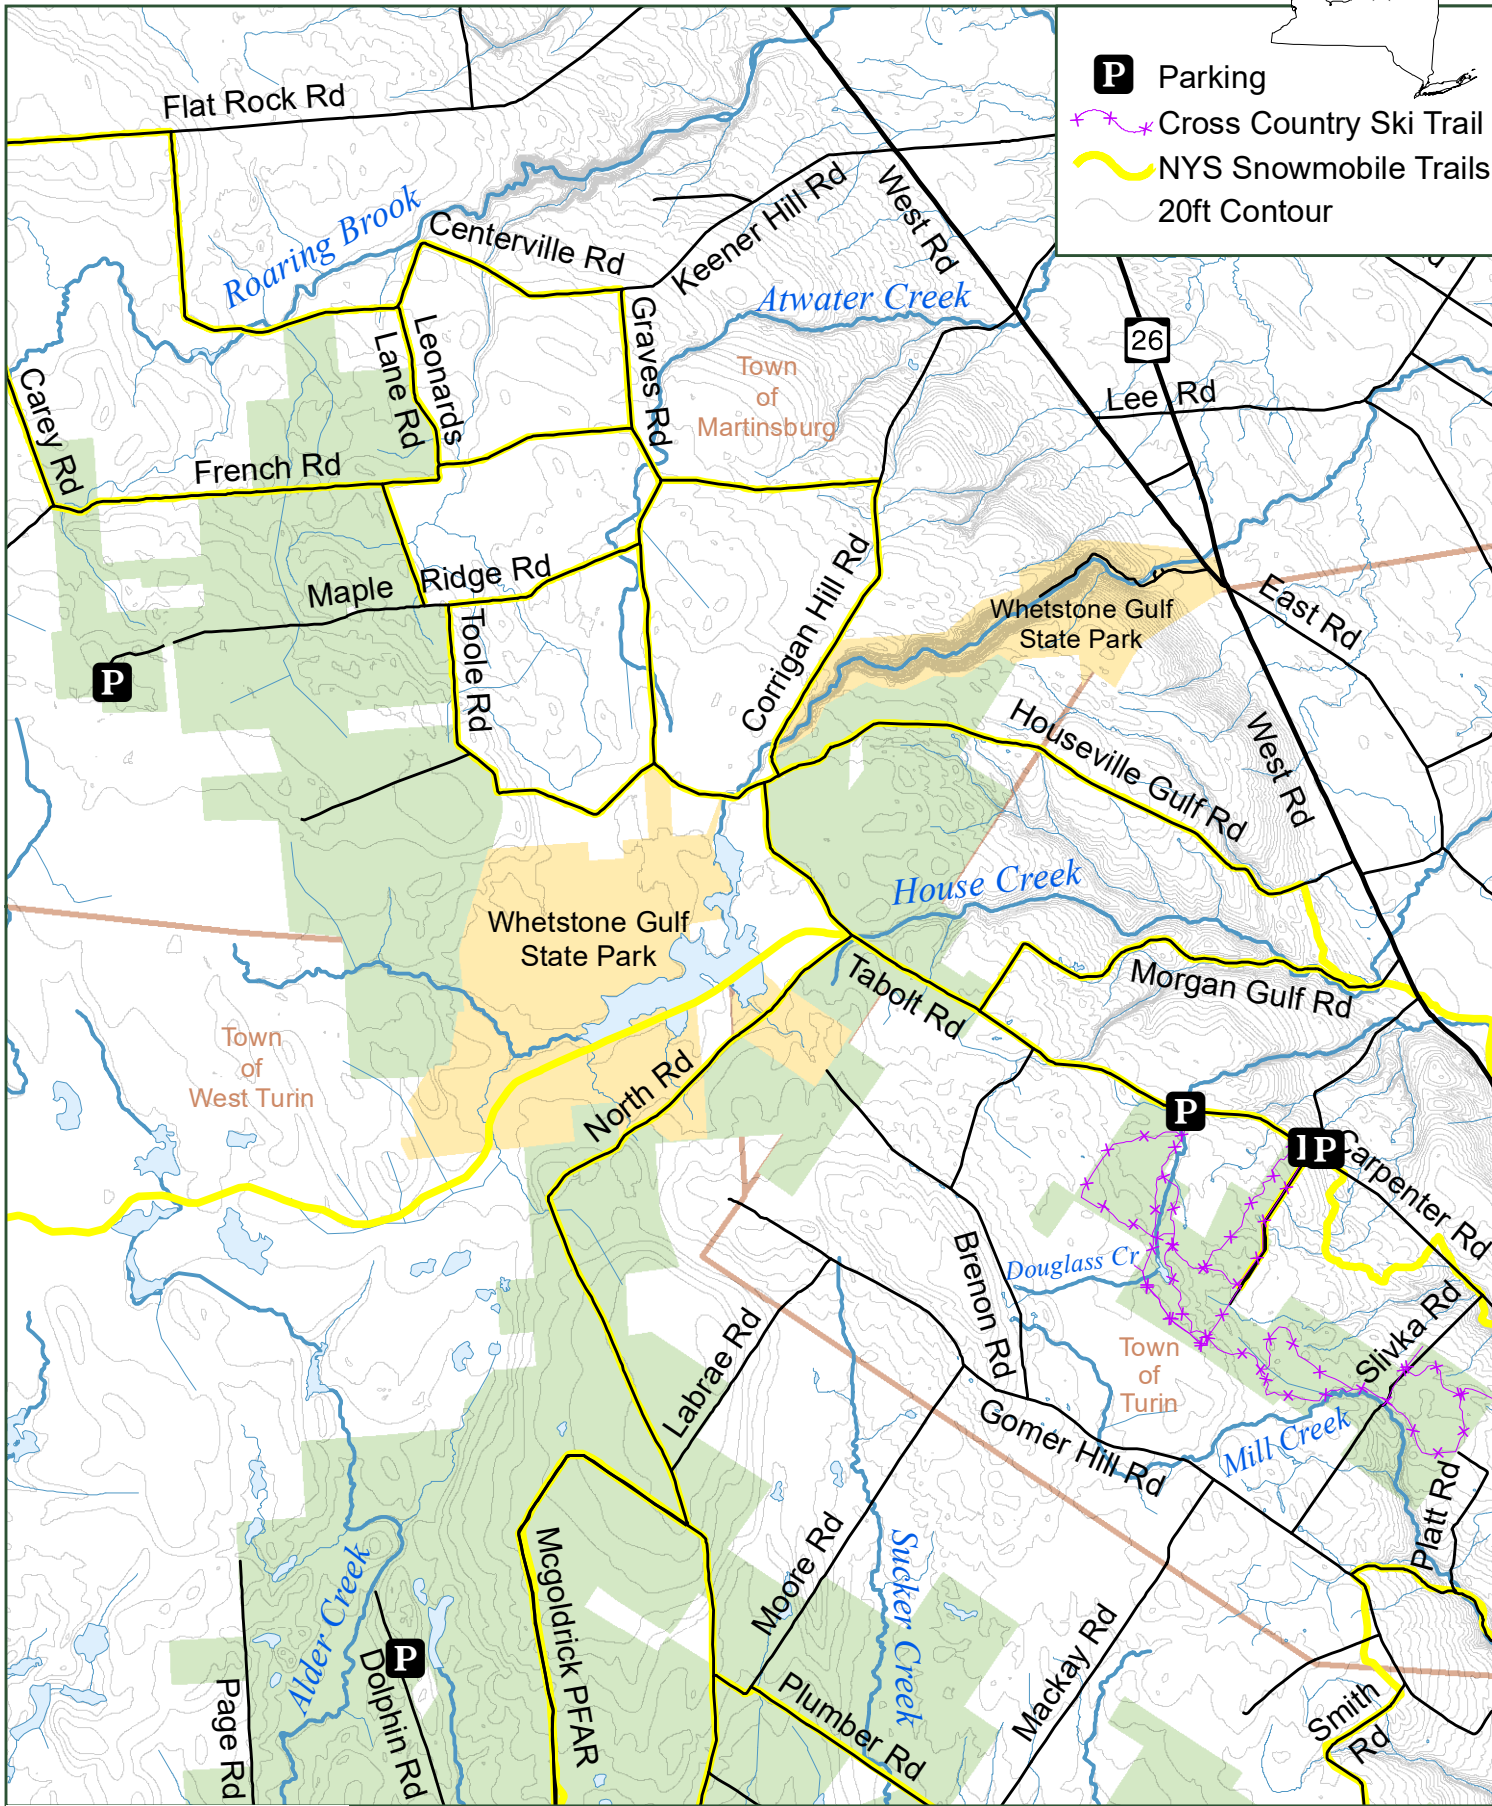 P Parking
Cross Country Ski Trail
NYS Snowmobile Trails
20ft Contour
Flat Rock Rd
Roaring Brook
Centerville Rd
Keener Hill Rd
West Rd
Atwater Creek
26
Lee Rd
Carey Rd
Leonards
Lane Rd
Graves Rd
Town
of
Martinsburg
French Rd
Maple Ridge Rd
Toole Rd
P
Corrigan Hill Rd
Whetstone Gulf
State Park
East Rd
Houseville Gulf Rd
West Rd
House Creek
Whetstone Gulf
State Park
Tabolt Rd
Morgan Gulf Rd
Town
of
West Turin
North Rd
P
P
Carpenter Rd
Brenon Rd
Douglass Cr
Labrae Rd
Town
of
Turin
Slivka Rd
Gomer Hill Rd
Mill Creek
Platt Rd
Alder Creek
Mcgoldrick PFAR
Moore Rd
Sucker Creek
Mackay Rd
P
Page Rd
Dolphin Rd
Plumber Rd
Smith
Rd